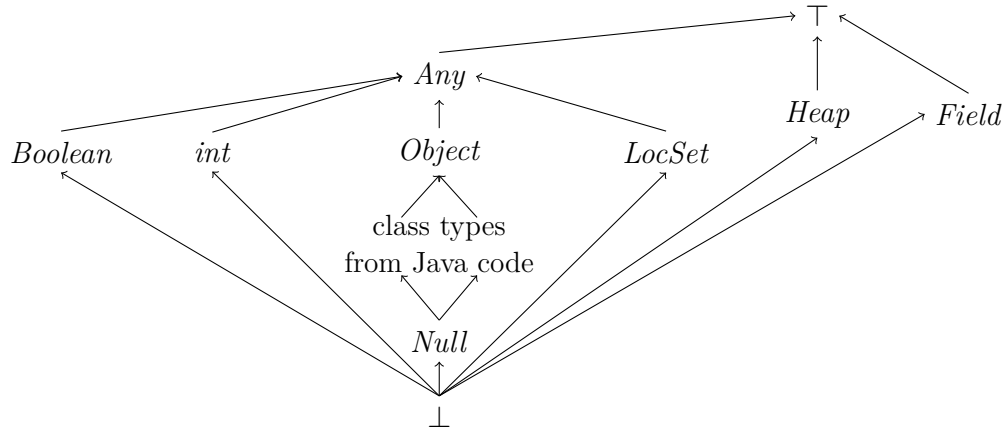 ⊤
Any
Heap Field
Boolean int Object LocSet
class types
from Java code
Null
⊥